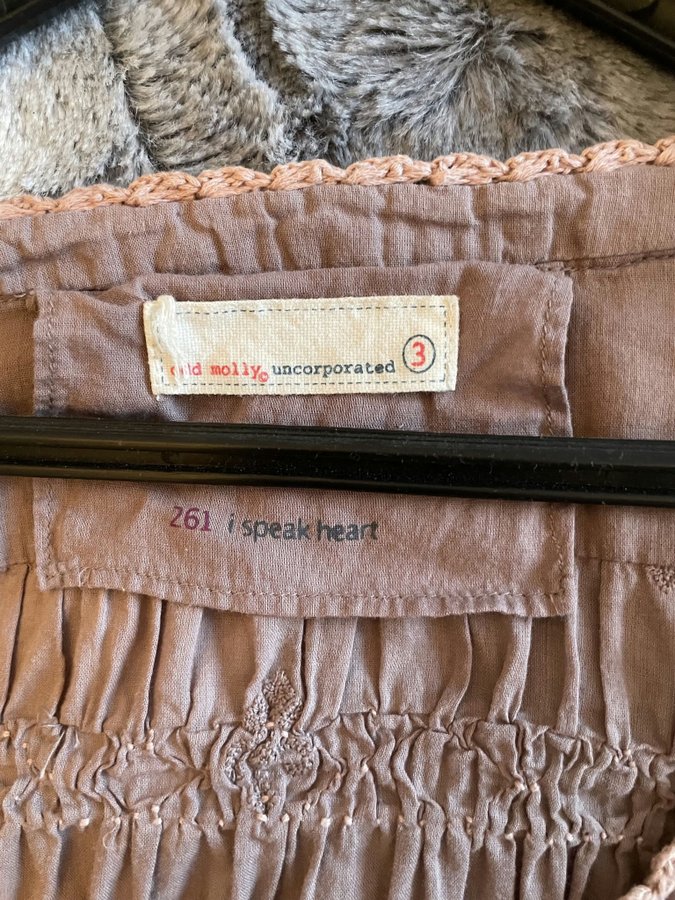 odd molly© uncorporated 3
261 i speak heart